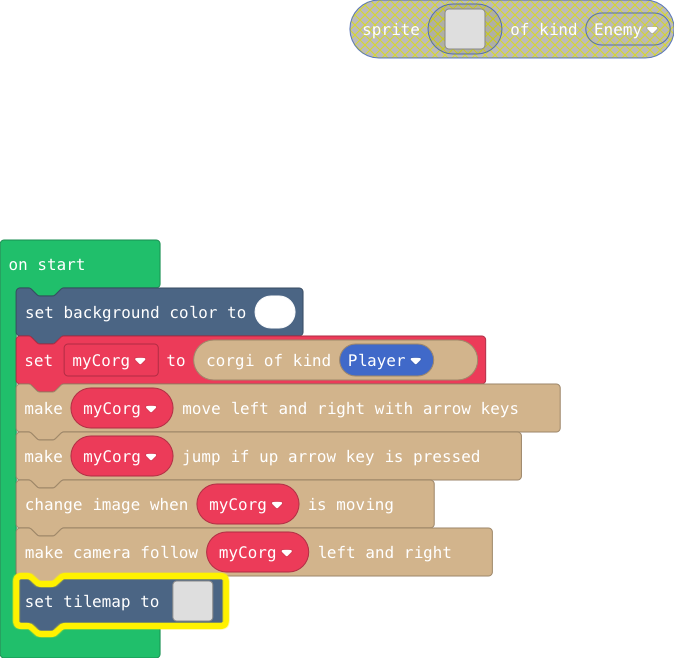 sprite of kind Enemy
on start
set background color to
set myCorg to corgi of kind Player
make myCorg move left and right with arrow keys
make myCorg jump if up arrow key is pressed
change image when myCorg is moving
make camera follow myCorg left and right
set tilemap to